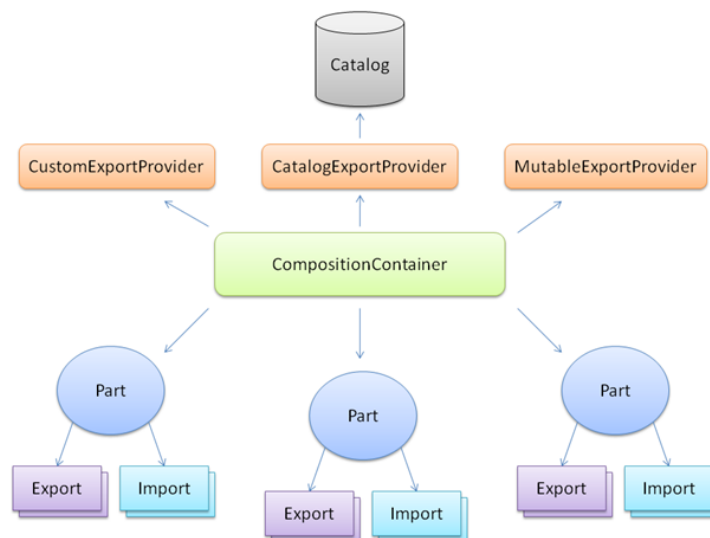 Catalog
CustomExportProvider
CatalogExportProvider
MutableExportProvider
CompositionContainer
Part
Part
Part
Export
Import
Export
Import
Export
Import